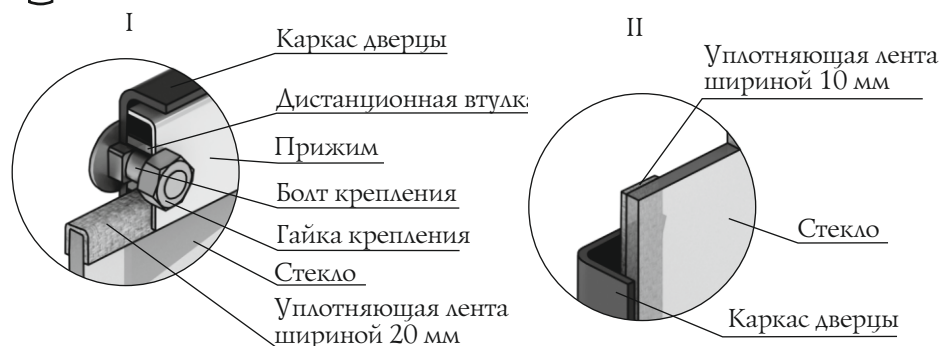 I
Каркас дверцы
Дистанционная втулка
Прижим
Болт крепления
Гайка крепления
Стекло
Уплотняющая лента
шириной 20 мм
II
Уплотняющая лента
шириной 10 мм
Стекло
Каркас дверцы